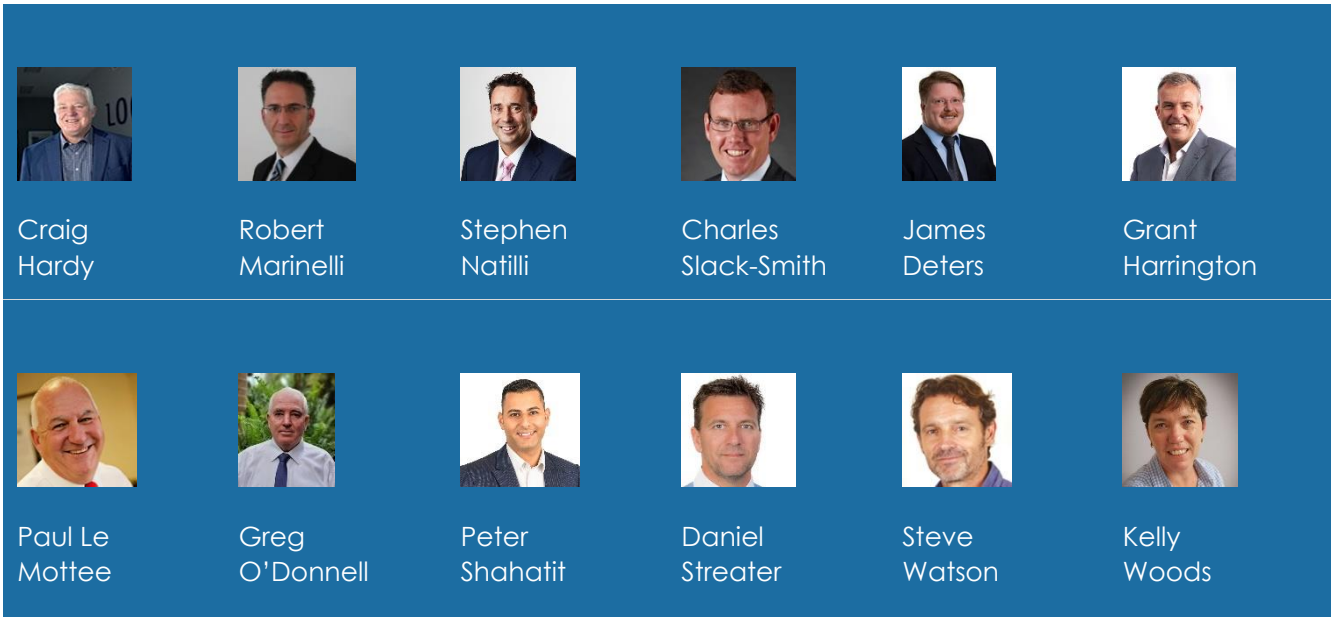 LO
Craig
Hardy
Robert
Marinelli
Stephen
Natilli
Charles
Slack-Smith
James
Deters
Grant
Harrington
Paul Le
Mottee
Greg
O’Donnell
Peter
Shahatit
Daniel
Streater
Steve
Watson
Kelly
Woods